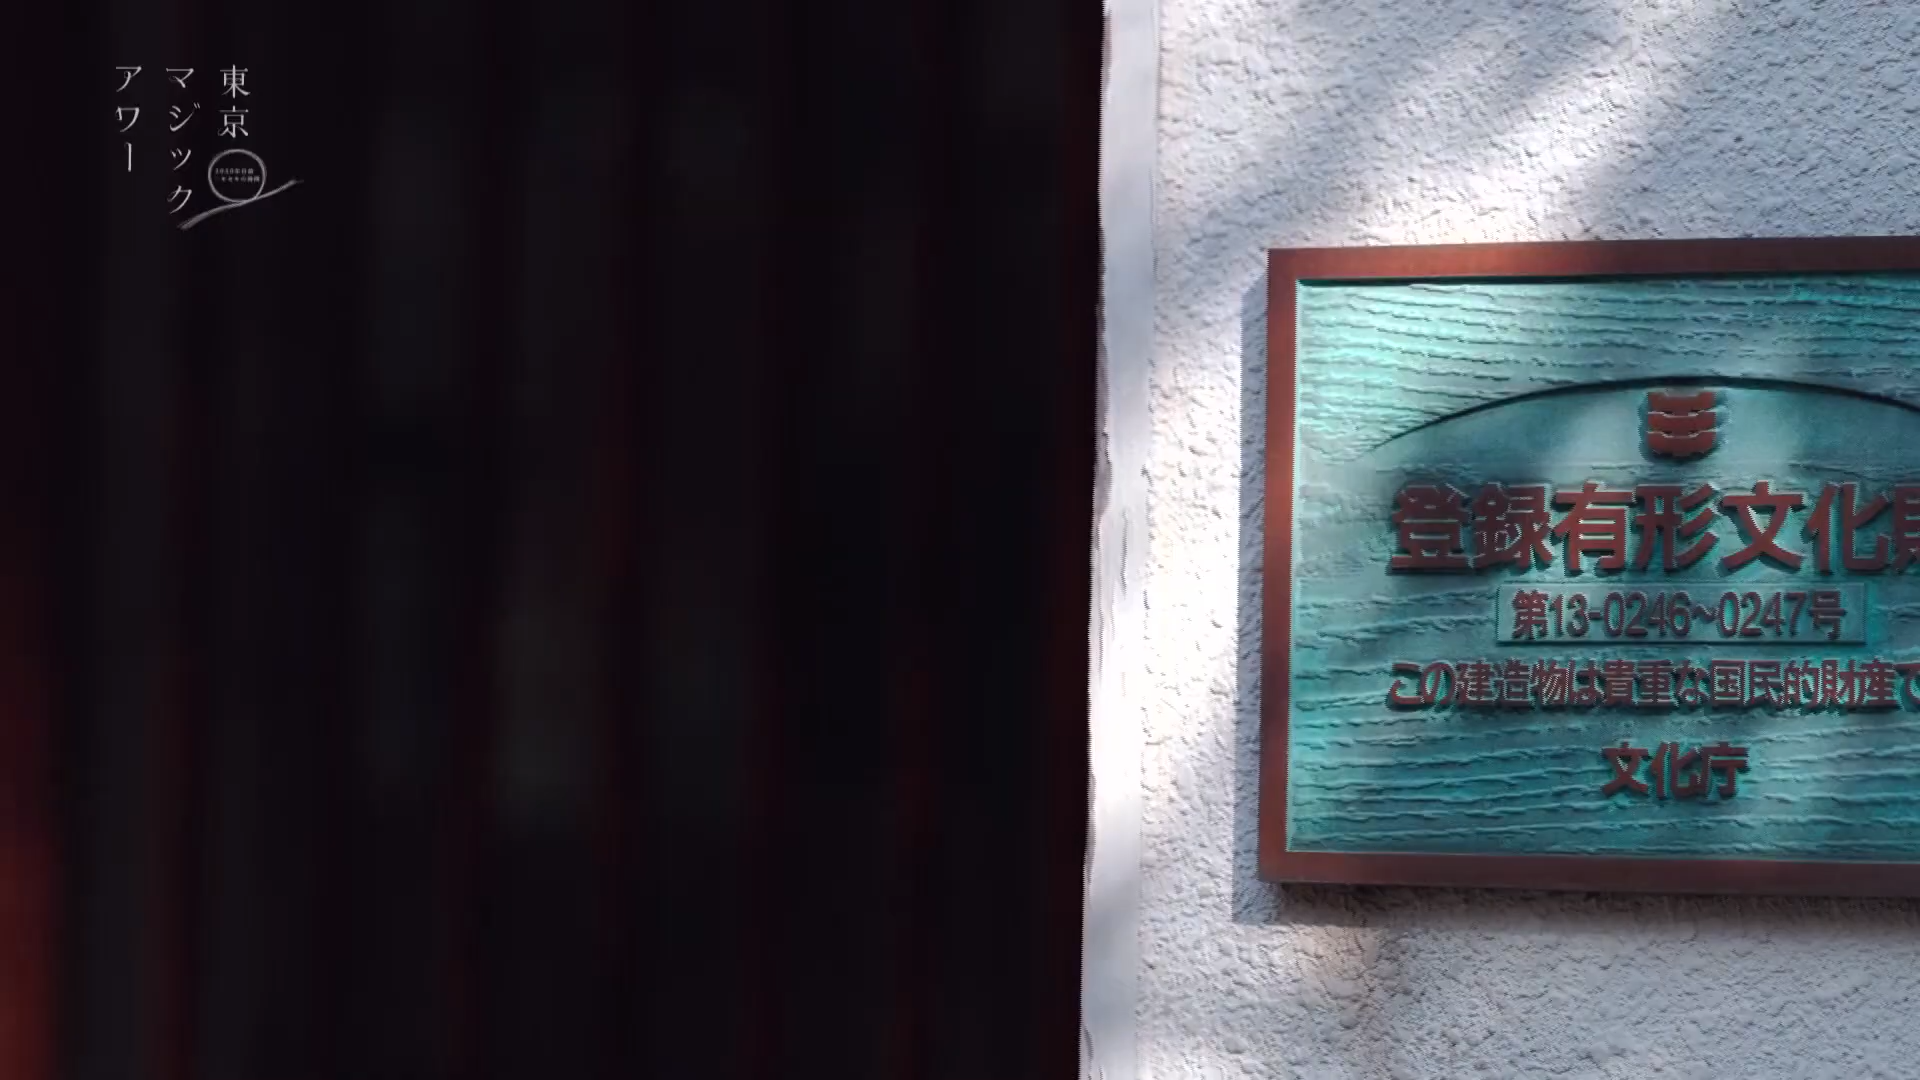 東京
マジック
アワー
登録有形文化財
第13-0246~0247号
この建造物は貴重な国民的財産で
文化庁